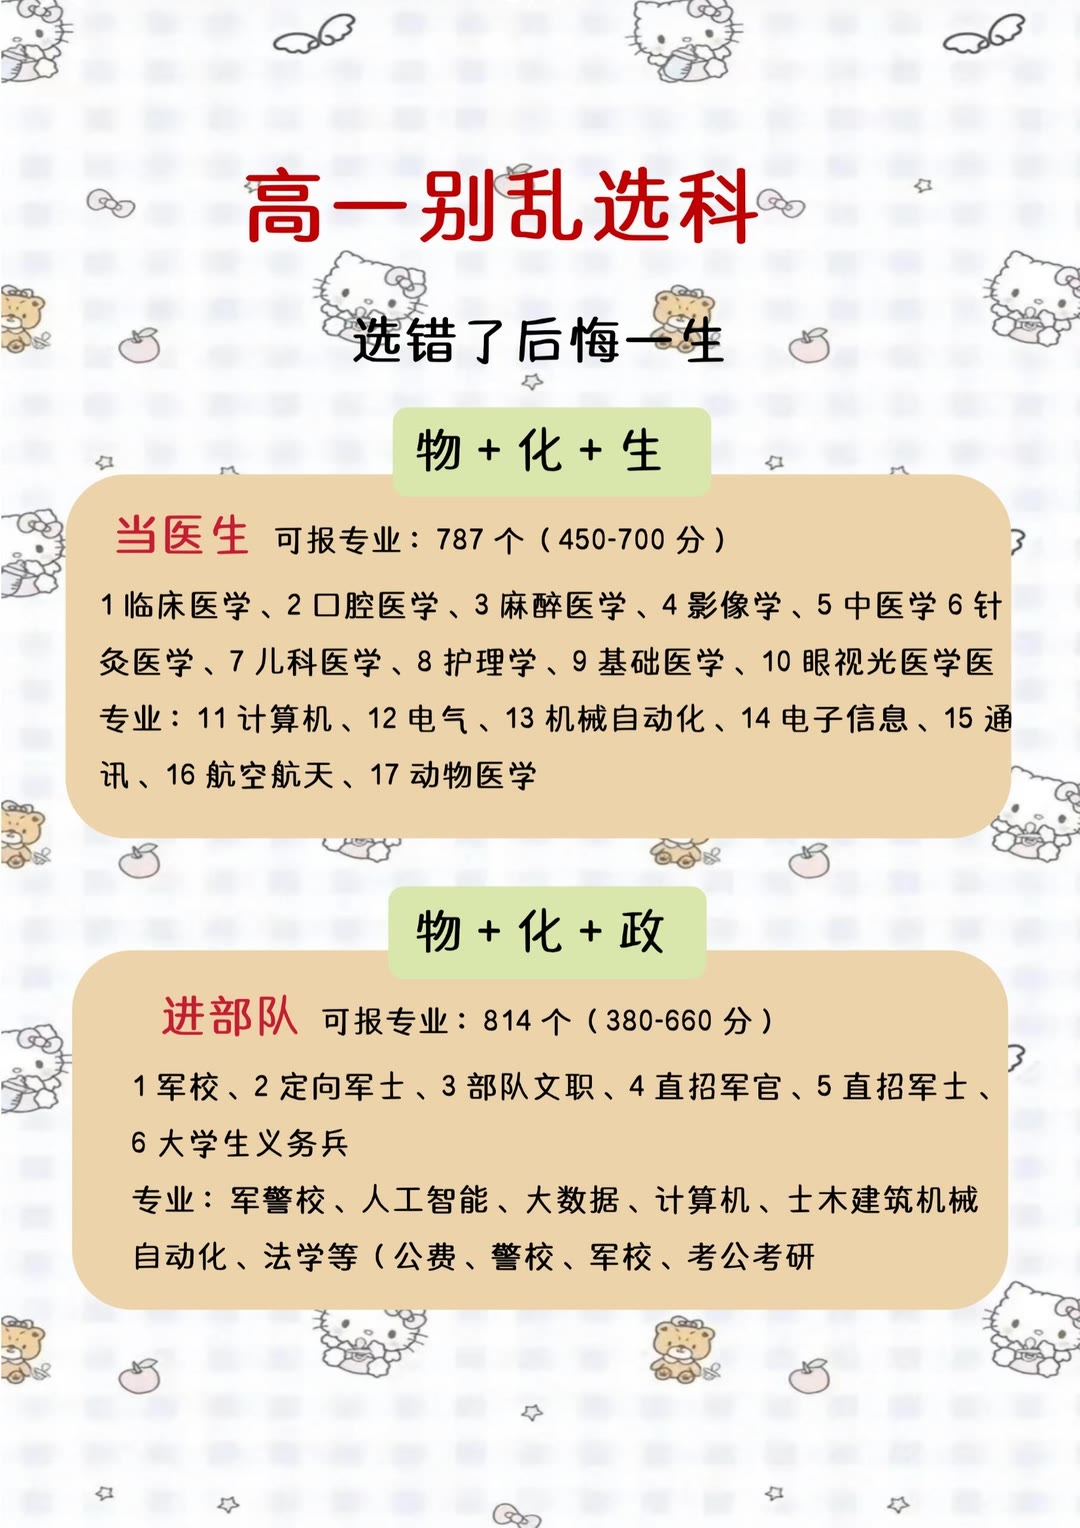 高一别乱选科
选错了后悔一生
物+化+生
当医生 可报专业：787个（450-700分）
1临床医学、2口腔医学、3麻醉医学、4影像学、5中医学6针
灸医学、7儿科医学、8护理学、9基础医学、10眼视光医学医
专业：11计算机、12电气、13机械自动化、14电子信息、15通
讯、16航空航天、17动物医学
物+化+政
进部队 可报专业：814个（380-660分）
1军校、2定向军士、3部队文职、4直招军官、5直招军士、
6大学生义务兵
专业：军警校、人工智能、大数据、计算机、土木建筑机械
自动化、法学等（公费、警校、军校、考公考研